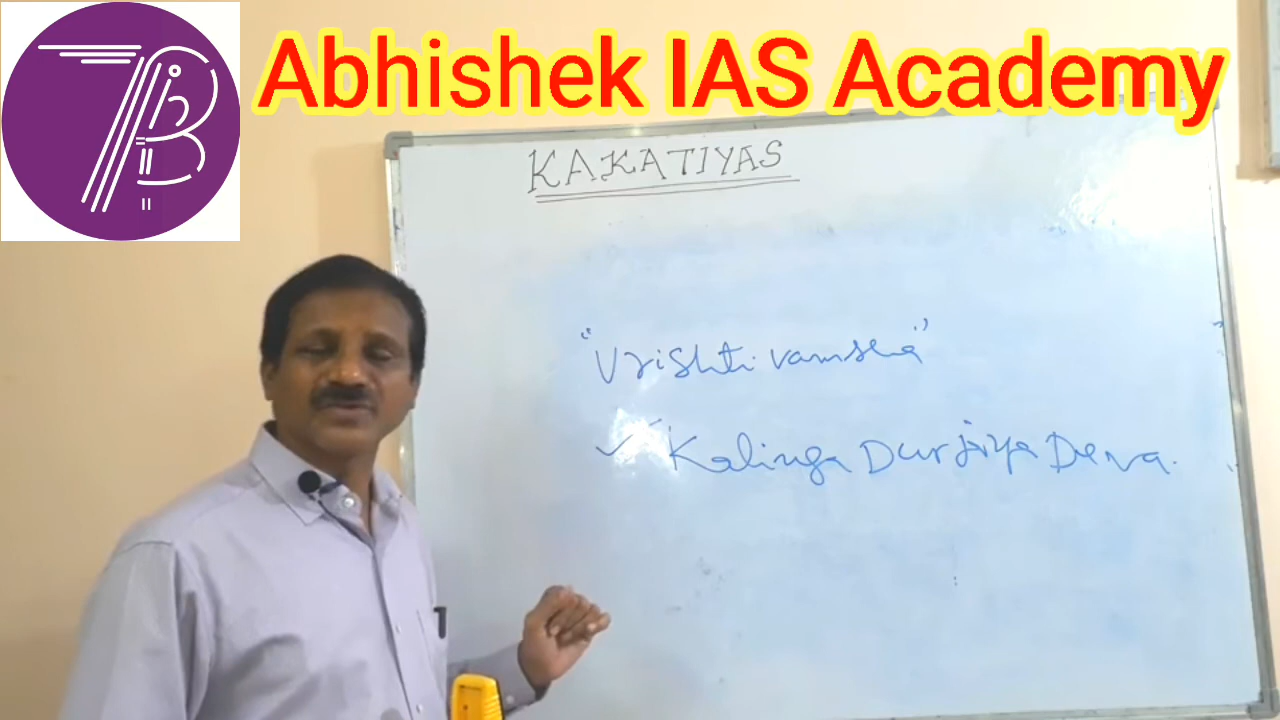 Abhishek IAS Academy
KAKATIYAS
"Vrishti vamsha"
✓ Kalinga Durjaya Deva.